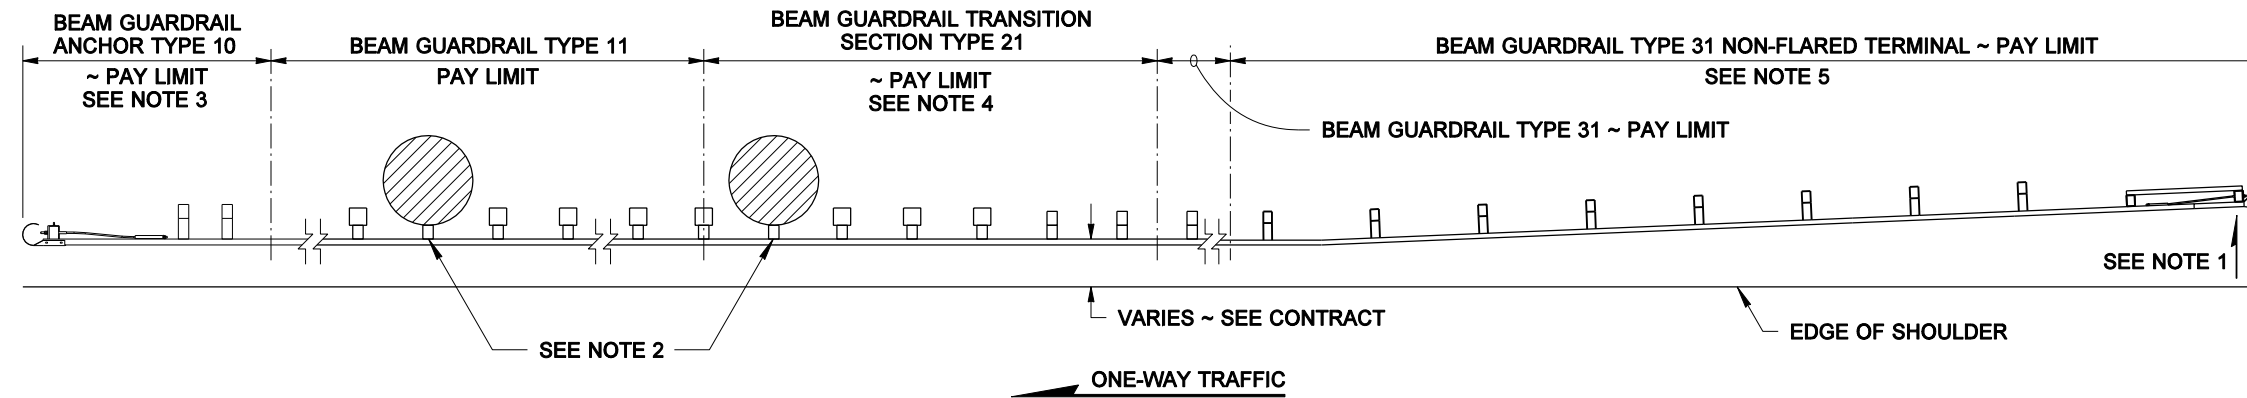 BEAM GUARDRAIL
ANCHOR TYPE 10
~ PAY LIMIT
SEE NOTE 3
BEAM GUARDRAIL TYPE 11
PAY LIMIT
BEAM GUARDRAIL TRANSITION
SECTION TYPE 21
~ PAY LIMIT
SEE NOTE 4
BEAM GUARDRAIL TYPE 31 NON-FLARED TERMINAL ~ PAY LIMIT
SEE NOTE 5
BEAM GUARDRAIL TYPE 31 ~ PAY LIMIT
SEE NOTE 1
VARIES ~ SEE CONTRACT
EDGE OF SHOULDER
SEE NOTE 2
ONE-WAY TRAFFIC